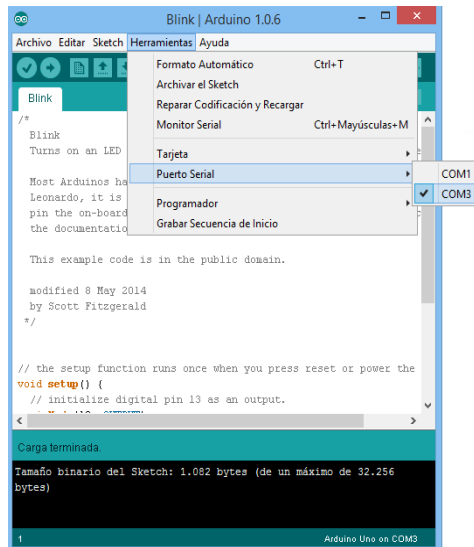 Blink | Arduino 1.0.6
Archivo Editar Sketch Herramientas Ayuda
Formato Automático Ctrl+T
Archivar el Sketch
Reparar Codificación y Recargar
Monitor Serial Ctrl+Mayúsculas+M
Tarjeta
Puerto Serial
COM1
COM3
Programador
Grabar Secuencia de Inicio
Blink
/*
Blink
Turns on an LED
Most Arduinos ha
Leonardo, it is
pin the on-board
the documentatio
This example code is in the public domain.
modified 8 May 2014
by Scott Fitzgerald
*/
// the setup function runs once when you press reset or power the
void setup() {
// initialize digital pin 13 as an output.
Carga terminada.
Tamaño binario del Sketch: 1.082 bytes (de un máximo de 32.256
bytes)
1 Arduino Uno on COM3